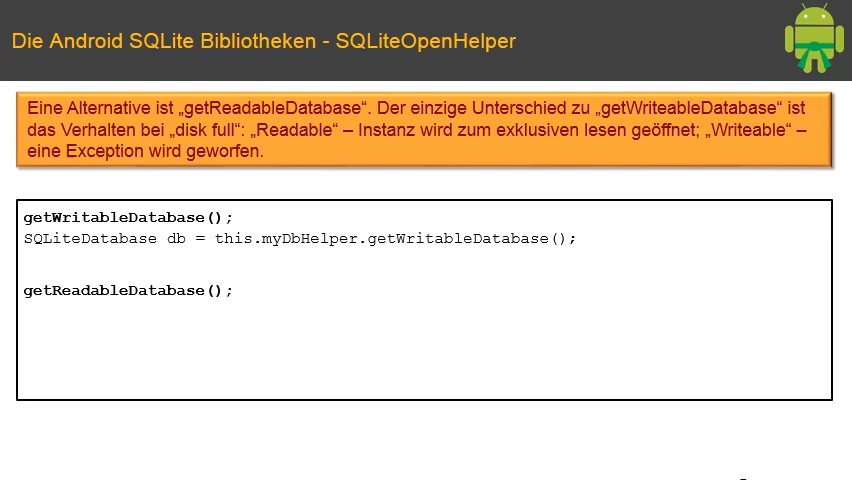 Die Android SQLite Bibliotheken - SQLiteOpenHelper
Eine Alternative ist „getReadableDatabase“. Der einzige Unterschied zu „getWriteableDatabase“ ist
das Verhalten bei „disk full“: „Readable“ – Instanz wird zum exklusiven lesen geöffnet; „Writeable“ –
eine Exception wird geworfen.
getWritableDatabase();
SQLiteDatabase db = this.myDbHelper.getWritableDatabase();
getReadableDatabase();